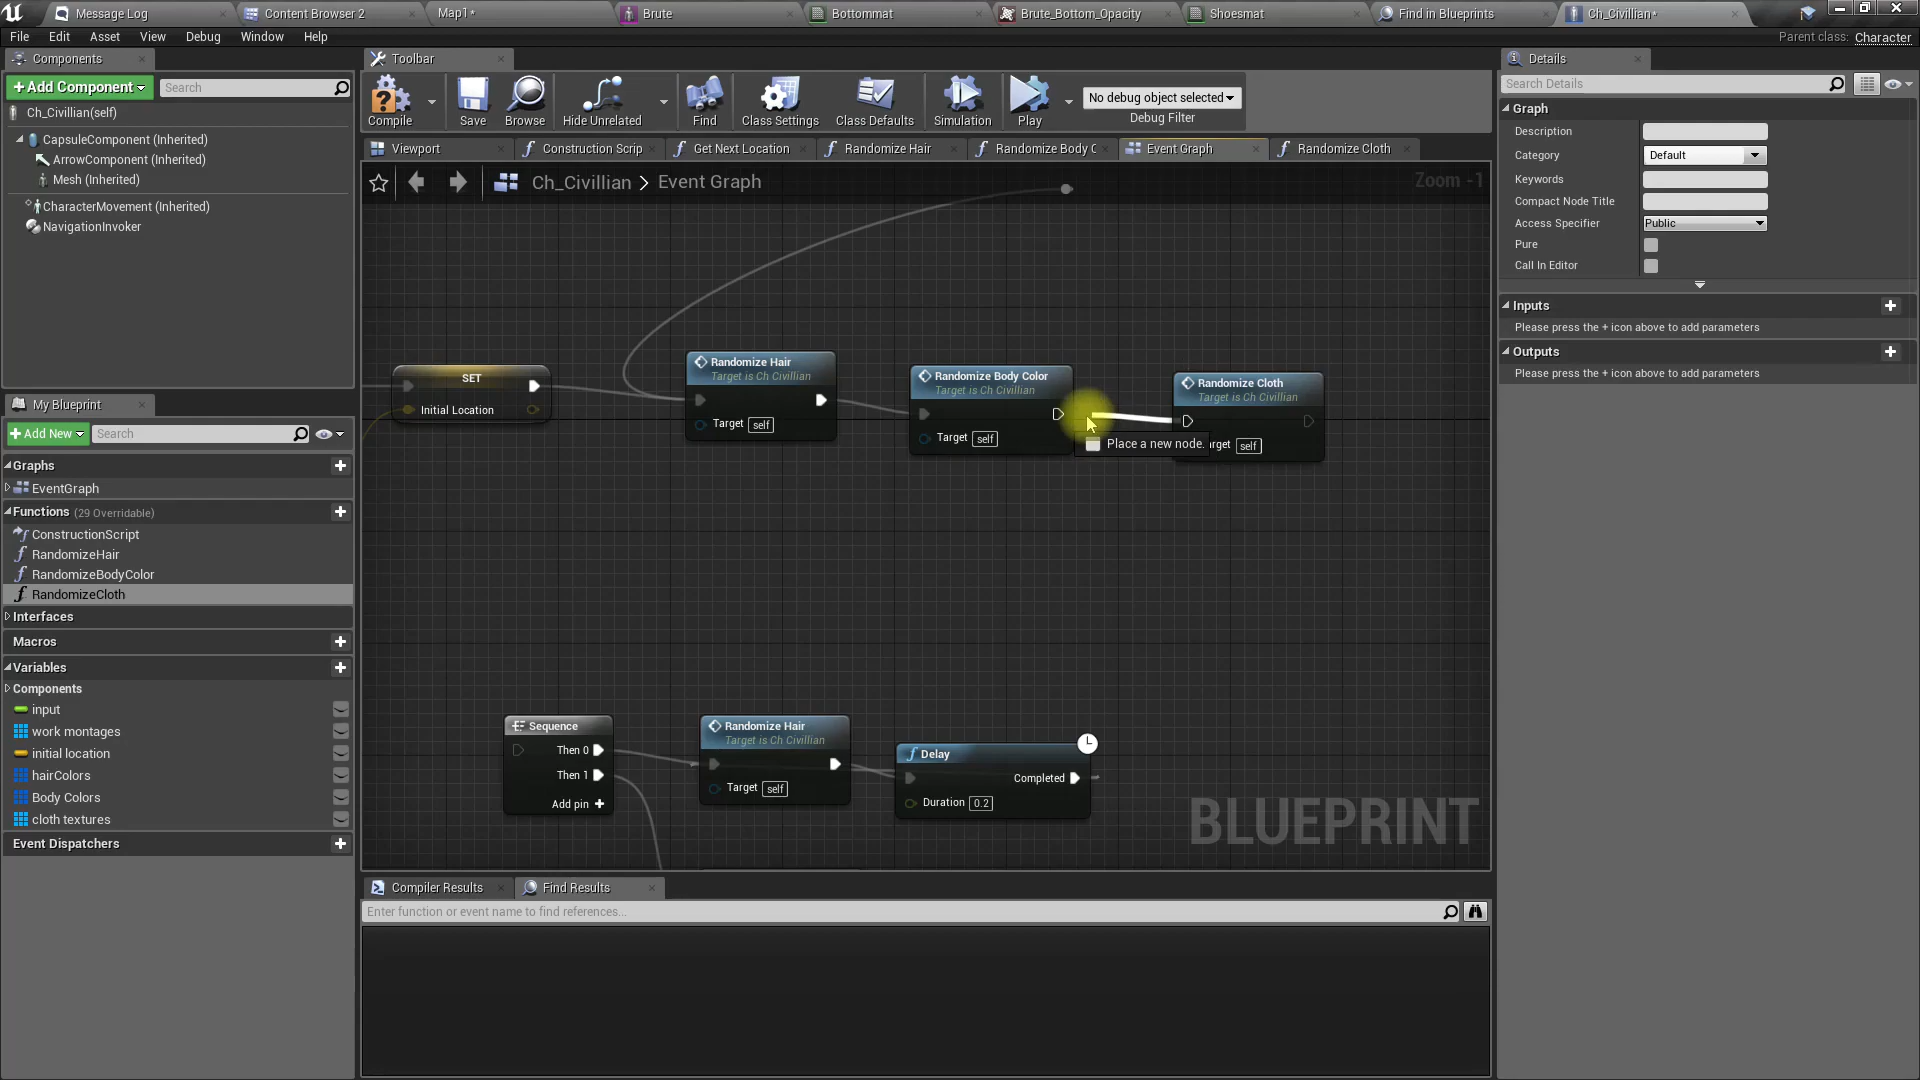 Message Log
Content Browser 2
Map1*
Brute
Bottommat
Brute_Bottom_Opacity
Shoesmat
Find in Blueprints
Ch_Civillian*
File Edit Asset View Debug Window Help
Parent class: Character
Components
+Add Component
Search
Ch_Civillian(self)
CapsuleComponent (Inherited)
ArrowComponent (Inherited)
Mesh (Inherited)
CharacterMovement (Inherited)
NavigationInvoker
My Blueprint
+Add New
Search
Graphs
EventGraph
Functions (29 Overridable)
ConstructionScript
RandomizeHair
RandomizeBodyColor
RandomizeCloth
Interfaces
Macros
Variables
Components
input
work montages
initial location
hairColors
Body Colors
cloth textures
Event Dispatchers
Toolbar
Compile
Save
Browse
Hide Unrelated
Find
Class Settings
Class Defaults
Simulation
Play
No debug object selected
Debug Filter
Viewport
Construction Scrip
Get Next Location
Randomize Hair
Randomize Body C
Event Graph
Randomize Cloth
Ch_Civillian > Event Graph
Zoom -1
SET
Initial Location
Randomize Hair
Target is Ch Civillian
Target self
Randomize Body Color
Target is Ch Civillian
Target self
Randomize Cloth
Target is Ch Civillian
rget self
Place a new node.
Sequence
Then 0
Then 1
Add pin +
Randomize Hair
Target is Ch Civillian
Target self
Delay
Completed
Duration 0.2
BLUEPRINT
Compiler Results
Find Results
Enter function or event name to find references...
Details
Search Details
Graph
Description
Category Default
Keywords
Compact Node Title
Access Specifier Public
Pure
Call In Editor
Inputs
Please press the + icon above to add parameters
Outputs
Please press the + icon above to add parameters